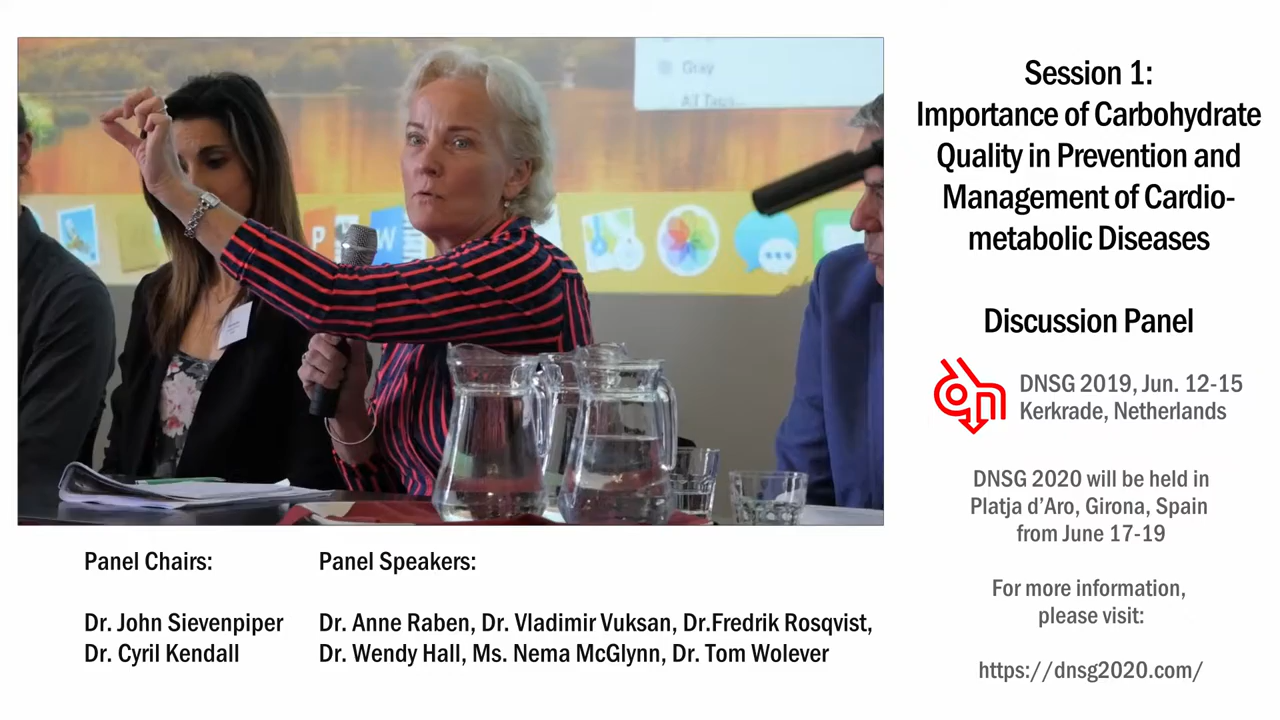 Gray
All Tags...
P
W
Session 1:
Importance of Carbohydrate
Quality in Prevention and
Management of Cardio-
metabolic Diseases
Discussion Panel
DNSG 2019, Jun. 12-15
Kerkrade, Netherlands
DNSG 2020 will be held in
Platja d’Aro, Girona, Spain
from June 17-19
For more information,
please visit:
https://dnsg2020.com/
Panel Chairs:
Dr. John Sievenpiper
Dr. Cyril Kendall
Panel Speakers:
Dr. Anne Raben, Dr. Vladimir Vuksan, Dr.Fredrik Rosqvist,
Dr. Wendy Hall, Ms. Nema McGlynn, Dr. Tom Wolever